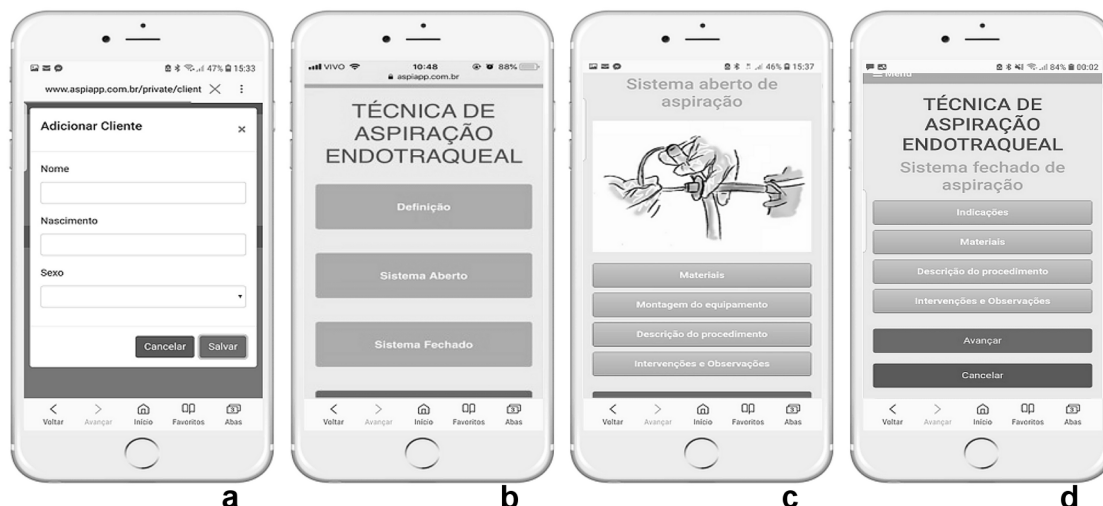 47% 15:33
www.aspiapp.com.br/private/client
Adicionar Cliente
Nome
Nascimento
Sexo
Cancelar Salvar
Voltar Avançar Início Favoritos Abas
a
VIVO 10:48 88%
aspiapp.com.br
TÉCNICA DE
ASPIRAÇÃO
ENDOTRAQUEAL
Definição
Sistema Aberto
Sistema Fechado
Voltar Avançar Início Favoritos Abas
b
46% 15:37
Sistema aberto de
aspiração
Materiais
Montagem do equipamento
Descrição do procedimento
Intervenções e Observações
Voltar Avançar Início Favoritos Abas
c
84% 00:02
Menu
TÉCNICA DE
ASPIRAÇÃO
ENDOTRAQUEAL
Sistema fechado de
aspiração
Indicações
Materiais
Descrição do procedimento
Intervenções e Observações
Avançar
Cancelar
Voltar Avançar Início Favoritos Abas
d